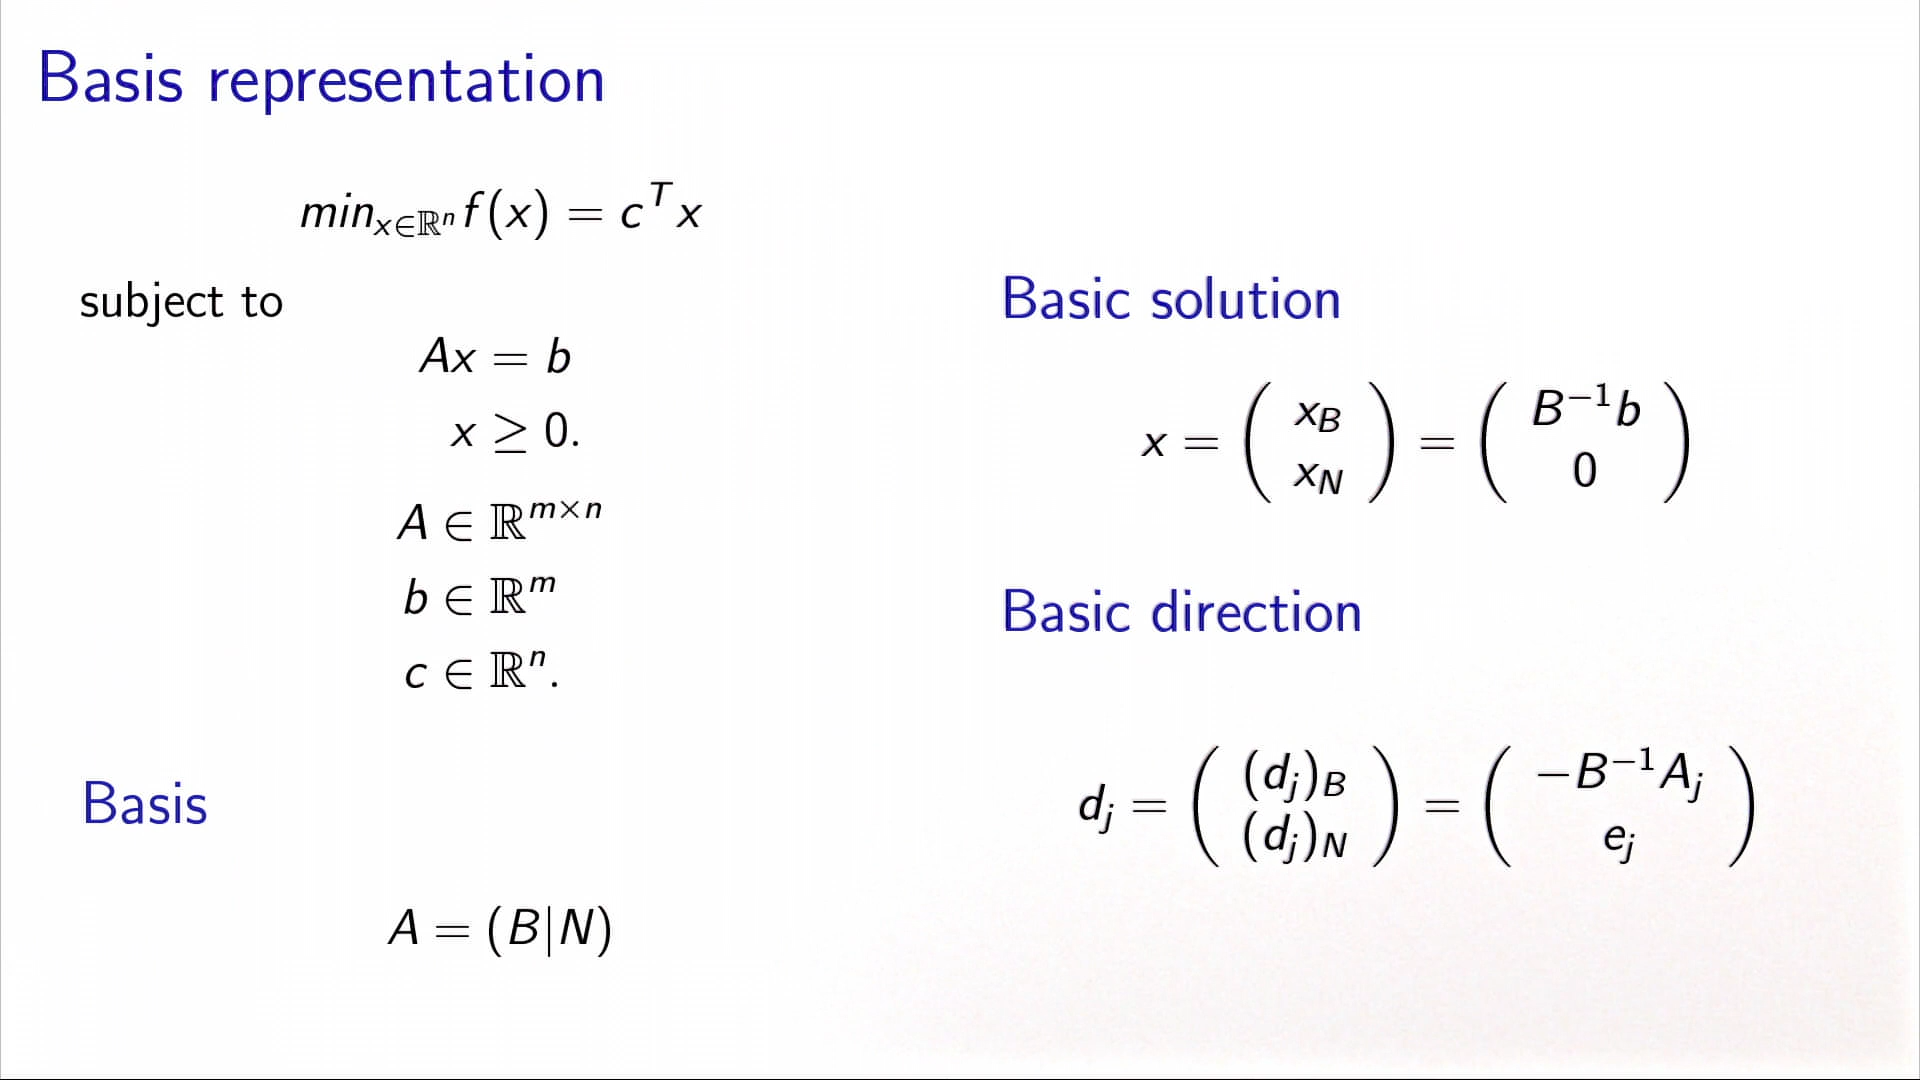 Basis representation
min_{x∈ℝ^n} f(x) = c^T x
subject to
Ax = b
x ≥ 0.
A ∈ ℝ^{m×n}
b ∈ ℝ^m
c ∈ ℝ^n.
Basis
A = (B|N)
Basic solution
x = ( x_B x_N ) = ( B^{−1}b 0 )
Basic direction
d_j = ( (d_j)_B (d_j)_N ) = ( −B^{−1}A_j e_j )